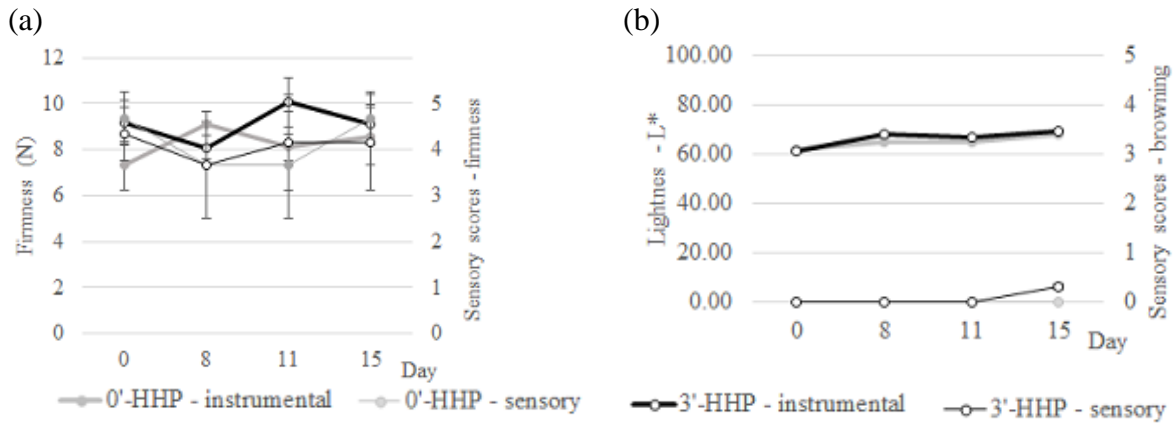 (a)
12
10
8
6
4
2
0
Firmness (N)
5
4
3
2
1
0
Sensory scores - firmness
0 8 11 15
Day
(b)
100.00
80.00
60.00
40.00
20.00
0.00
Lightnes - L*
5
4
3
2
1
0
Sensory scores - browning
0 8 11 15
Day
0'-HHP - instrumental 0'-HHP - sensory 3'-HHP - instrumental 3'-HHP - sensory